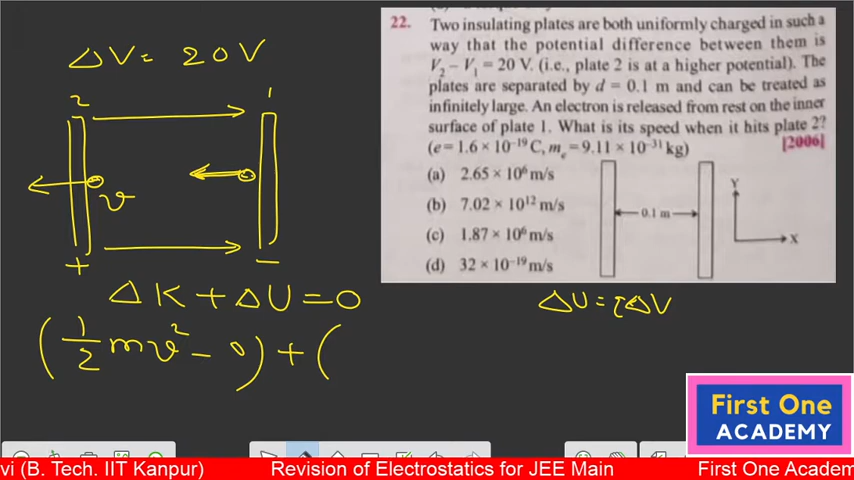 ΔV = 20V
2
1
v
+
−
ΔK + ΔU = 0
(1/2 mv² − 0) + (
22. Two insulating plates are both uniformly charged in such a
way that the potential difference between them is
V₂ − V₁ = 20 V. (i.e., plate 2 is at a higher potential). The
plates are separated by d = 0.1 m and can be treated as
infinitely large. An electron is released from rest on the inner
surface of plate 1. What is its speed when it hits plate 2?
(e = 1.6 × 10⁻¹⁹ C, mₑ = 9.11 × 10⁻³¹ kg) [2006]
(a) 2.65 × 10⁶ m/s
(b) 7.02 × 10¹² m/s
(c) 1.87 × 10⁶ m/s
(d) 32 × 10⁻¹⁹ m/s
0.1 m
Y
X
ΔU = qΔV
First One
ACADEMY
vi (B. Tech. IIT Kanpur) Revision of Electrostatics for JEE Main First One Academ